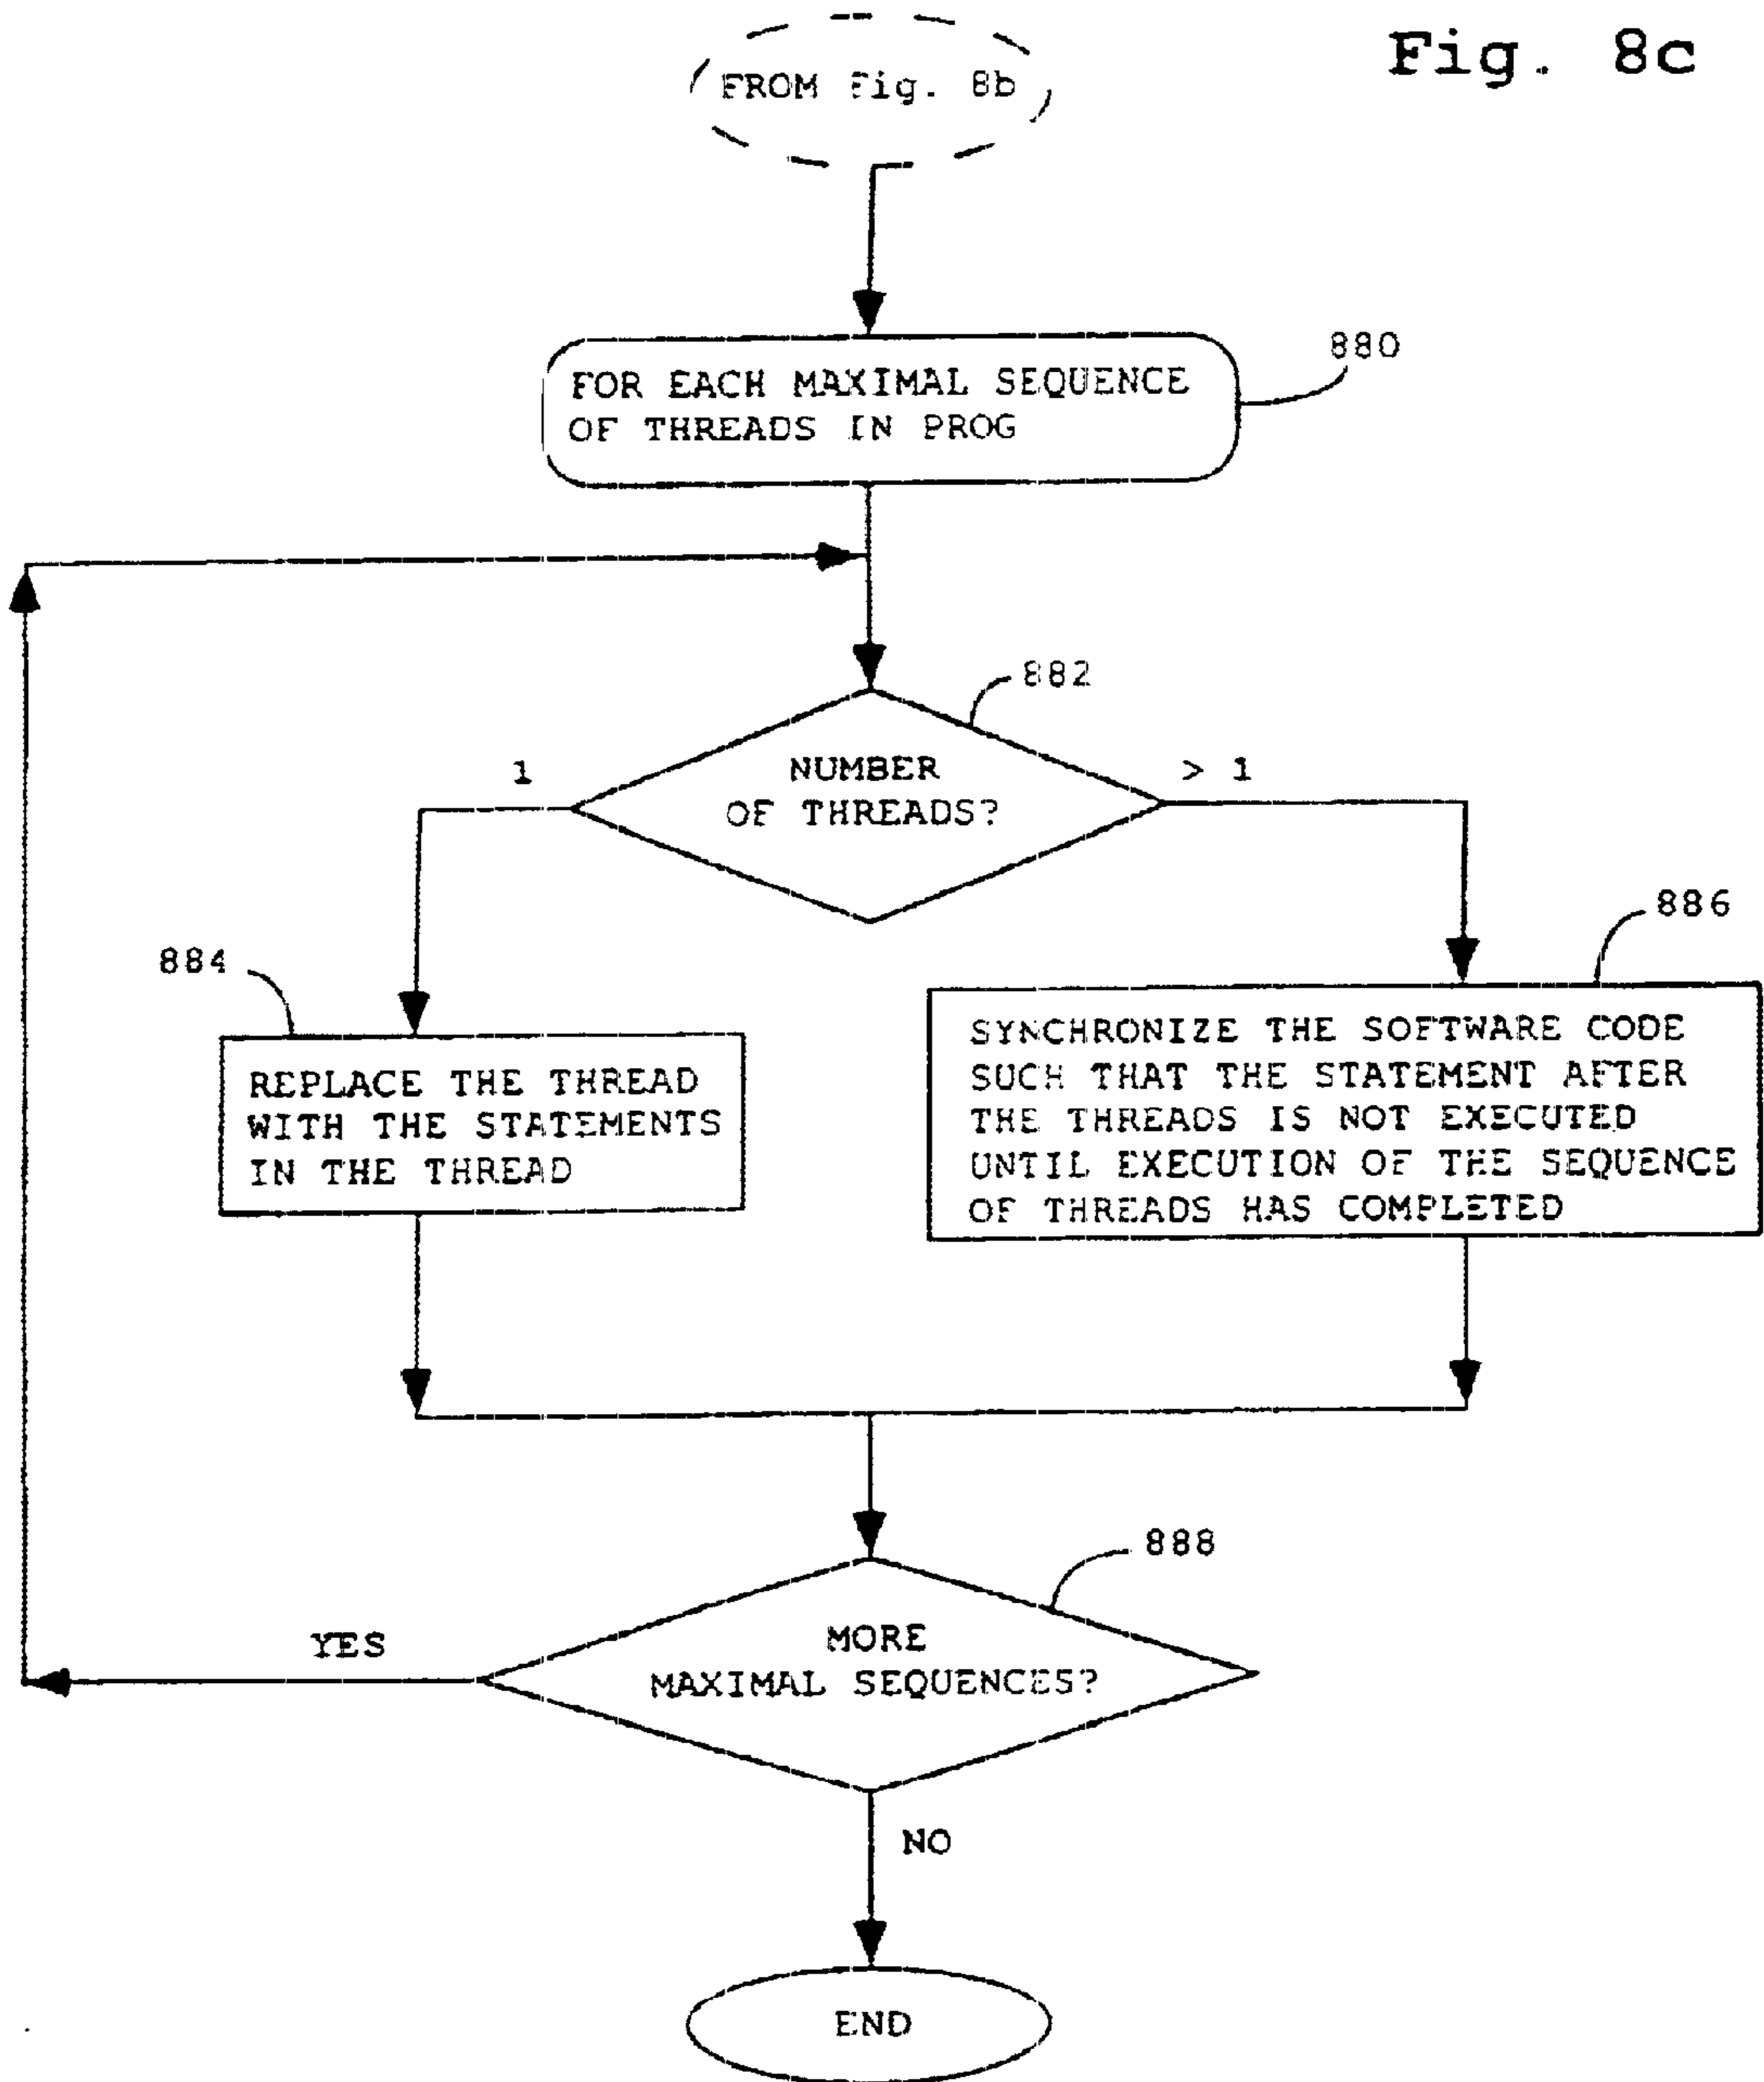 Fig. 8c
FROM Fig. 8b
FOR EACH MAXIMAL SEQUENCE
OF THREADS IN PROG
880
882
NUMBER
OF THREADS?
1
> 1
884
886
REPLACE THE THREAD
WITH THE STATEMENTS
IN THE THREAD
SYNCHRONIZE THE SOFTWARE CODE
SUCH THAT THE STATEMENT AFTER
THE THREADS IS NOT EXECUTED
UNTIL EXECUTION OF THE SEQUENCE
OF THREADS HAS COMPLETED
888
MORE
MAXIMAL SEQUENCES?
YES
NO
END